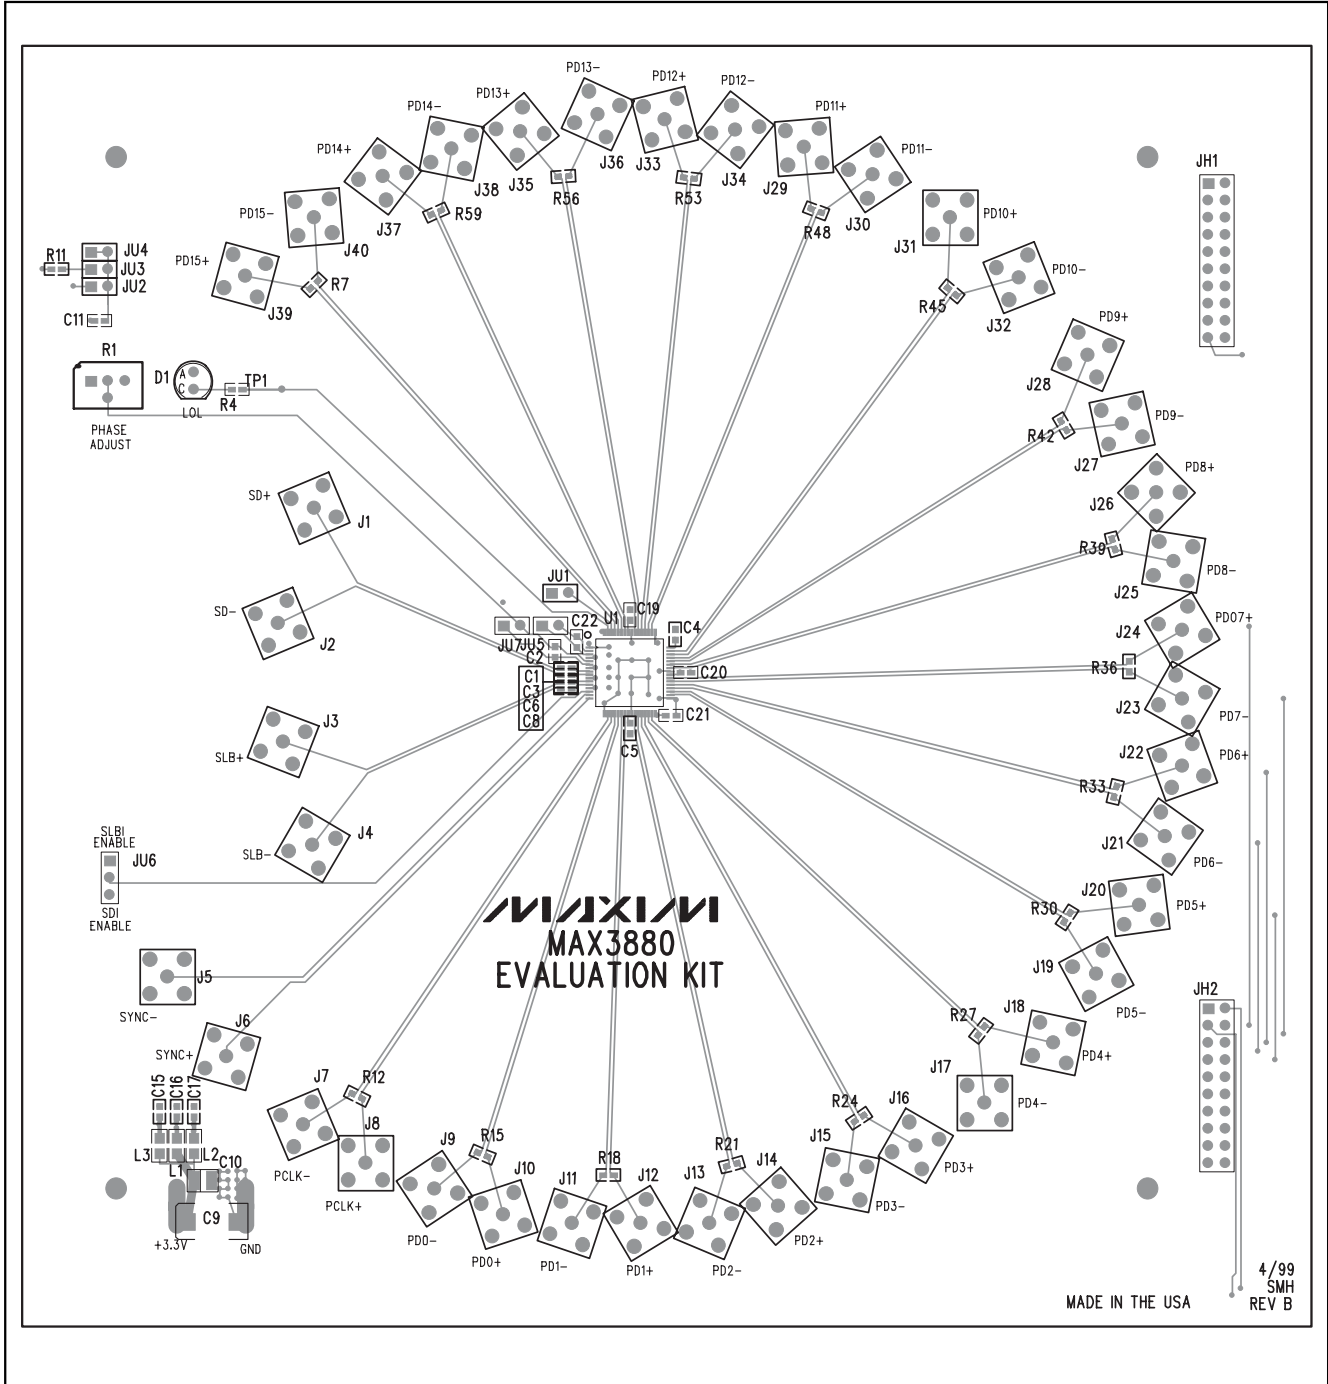 PD13-
PD12+
PD12-
PD13+
PD14-
PD11+
PD14+
PD11-
J36
J33
J34
J29
J35
J38
J37
J30
JH1
R56
R53
R59
R48
PD15-
PD10+
J40
J31
PD15+
PD10-
JU4
R11
JU3
JU2
R7
J39
R45
J32
C11
PD9+
R1
J28
D1
A
C
TP1
R4
LOL
PHASE
ADJUST
PD9-
R42
J27
PD8+
J26
SD+
J1
R39
PD8-
J25
JU1
SD-
J2
U1
C19
C22
C4
JU7
JU5
C2
PD07+
J24
R36
C20
C1
C3
C6
C8
J23
PD7-
C21
J3
SLB+
C5
J22
PD6+
R33
J4
SLB-
J21
PD6-
SLBI
ENABLE
JU6
SDI
ENABLE
J20
PD5+
R30
MAXIM
MAX3880
EVALUATION KIT
J5
SYNC-
J19
JH2
PD5-
J6
SYNC+
R27
J18
PD4+
C15
C16
C17
J7
R12
J17
PD4-
J8
R24
J16
L3
L2
L1
C10
J9
R15
J10
J11
R18
J12
J13
R21
J14
J15
PD3+
PCLK-
PCLK+
PD3-
C9
+3.3V
GND
PD0-
PD0+
PD1-
PD1+
PD2-
PD2+
4/99
SMH
MADE IN THE USA
REV B